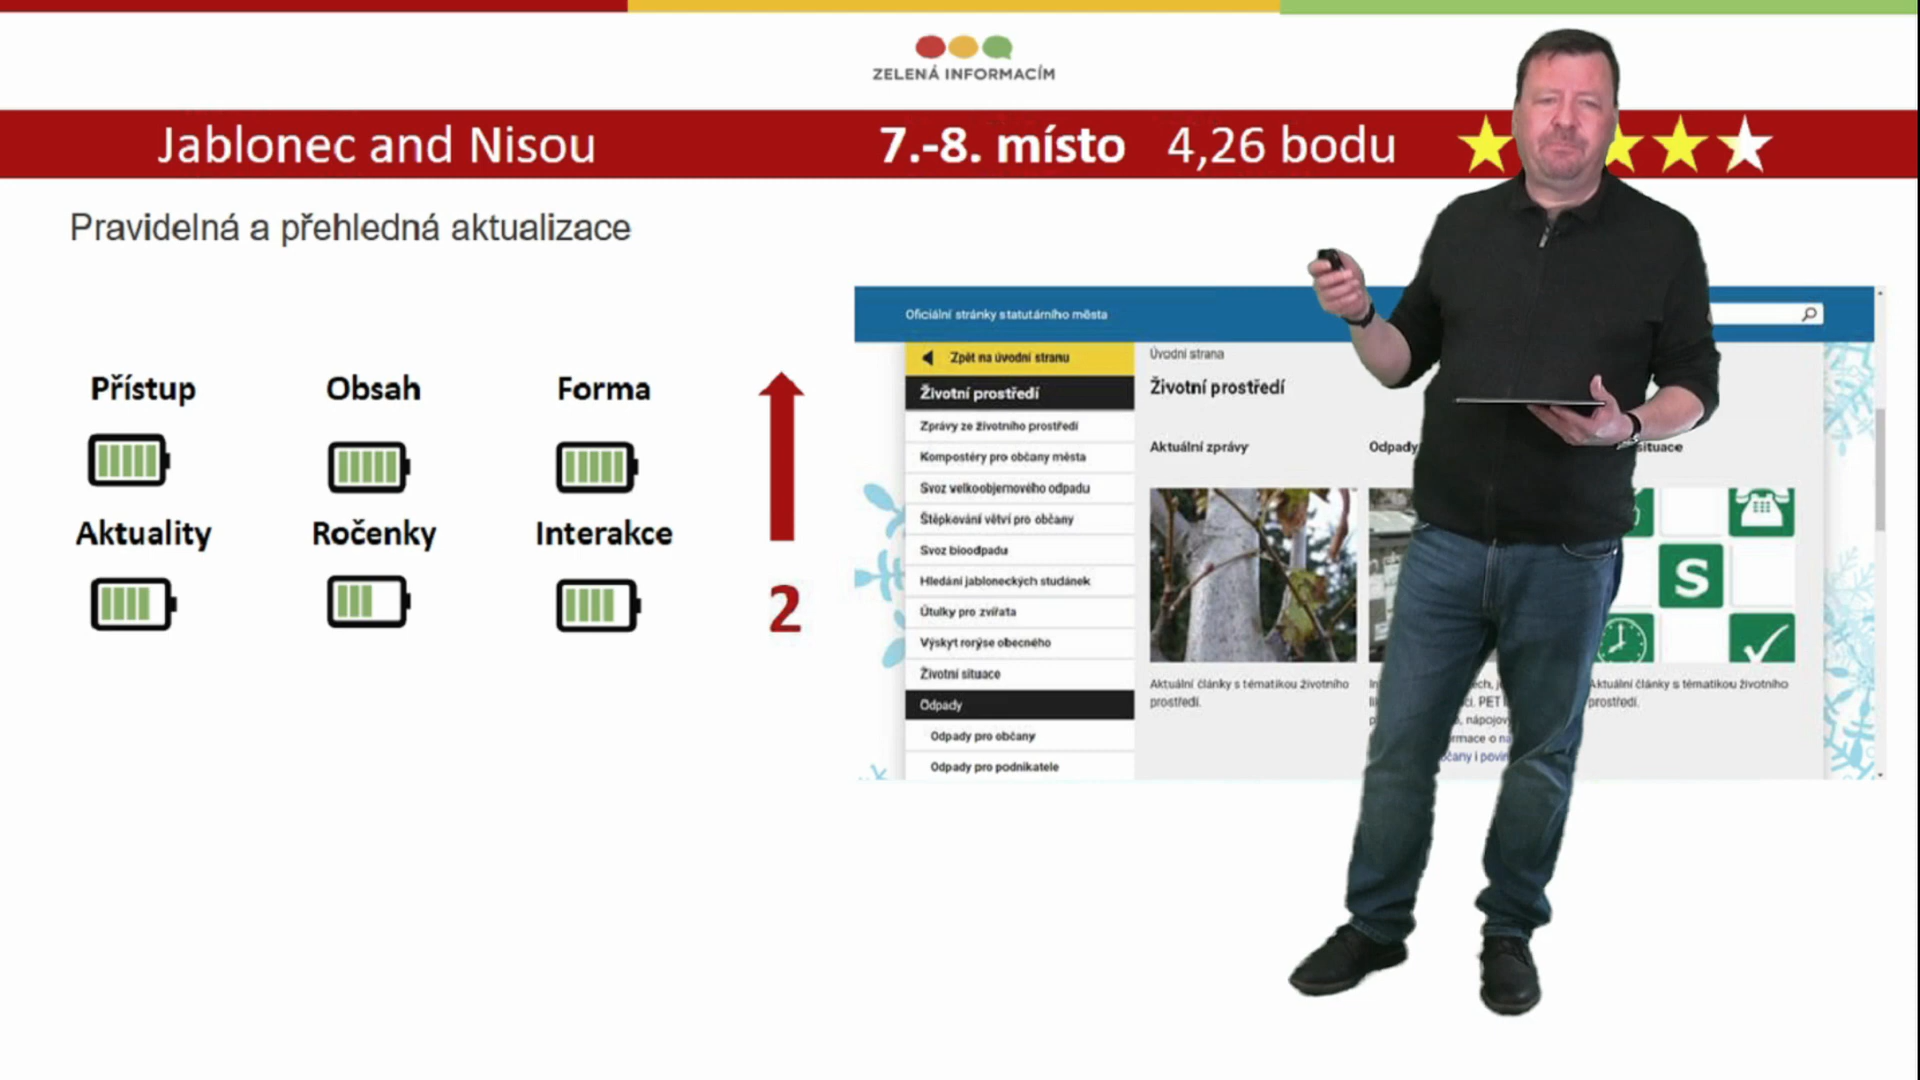 ZELENÁ INFORMACÍM
Jablonec and Nisou 7.-8. místo 4,26 bodu
Pravidelná a přehledná aktualizace
Přístup Obsah Forma
Aktuality Ročenky Interakce
2
Oficiální stránky statutárního města
Zpět na úvodní stranu
Životní prostředí
Zprávy ze životního prostředí
Kompostéry pro občany města
Svoz velkoobjemového odpadu
Štěpkování větví pro občany
Svoz bioodpadu
Hledání jabloneckých studánek
Útulky pro zvířata
Výskyt rorýse obecného
Životní situace
Odpady
Odpady pro občany
Odpady pro podnikatele
Úvodní strana
Životní prostředí
Aktuální zprávy
Odpady
situace
S
Aktuální články s tématikou životního
prostředí.
PET
nápojov
Aktuální články s tématikou životního
prostředí.